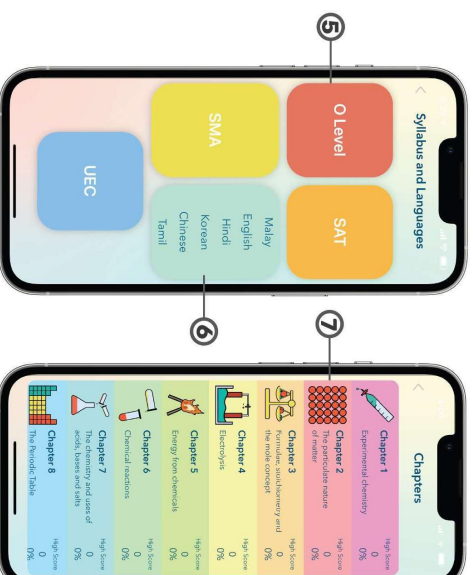 Syllabus and Languages
O Level
SAT
SMA
Malay
English
Hindi
Korean
Chinese
Tamil
UEC
5
6
Chapters
Chapter 1
Experimental chemistry
High Score
0
0%
Chapter 2
The particulate nature
of matter
High Score
0
0%
Chapter 3
Formulae, stoichiometry and
the mole concept
High Score
0
0%
Chapter 4
Electrolysis
High Score
0
0%
Chapter 5
Energy from chemicals
High Score
0
0%
Chapter 6
Chemical reactions
High Score
0
0%
Chapter 7
The chemistry and uses of
acids, bases and salts
High Score
0
0%
Chapter 8
The Periodic Table
High Score
0
0%
7